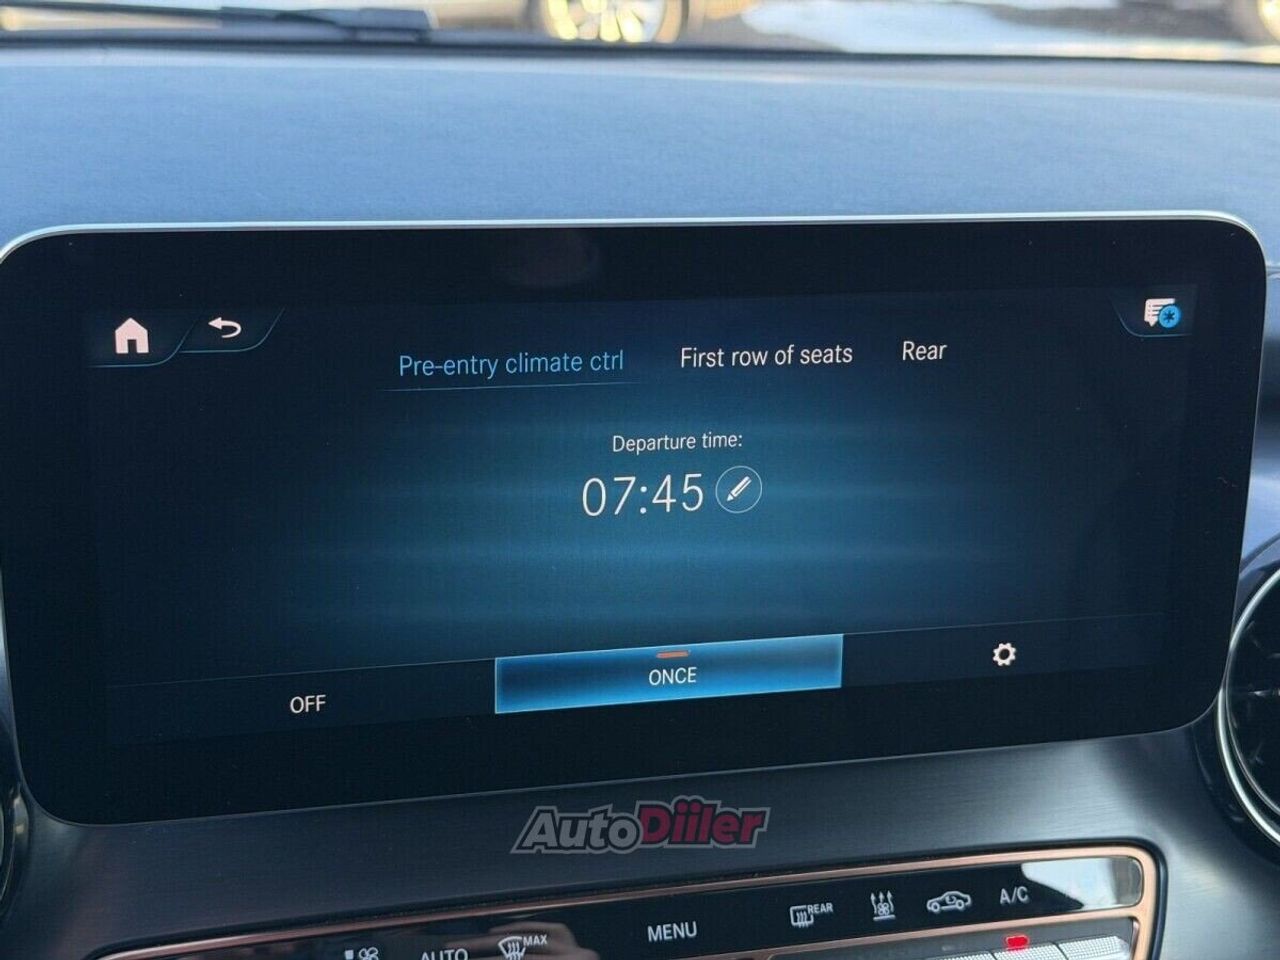 Pre-entry climate ctrl First row of seats Rear
Departure time:
07:45
OFF ONCE
AutoDiiler
AUTO MAX MENU REAR A/C